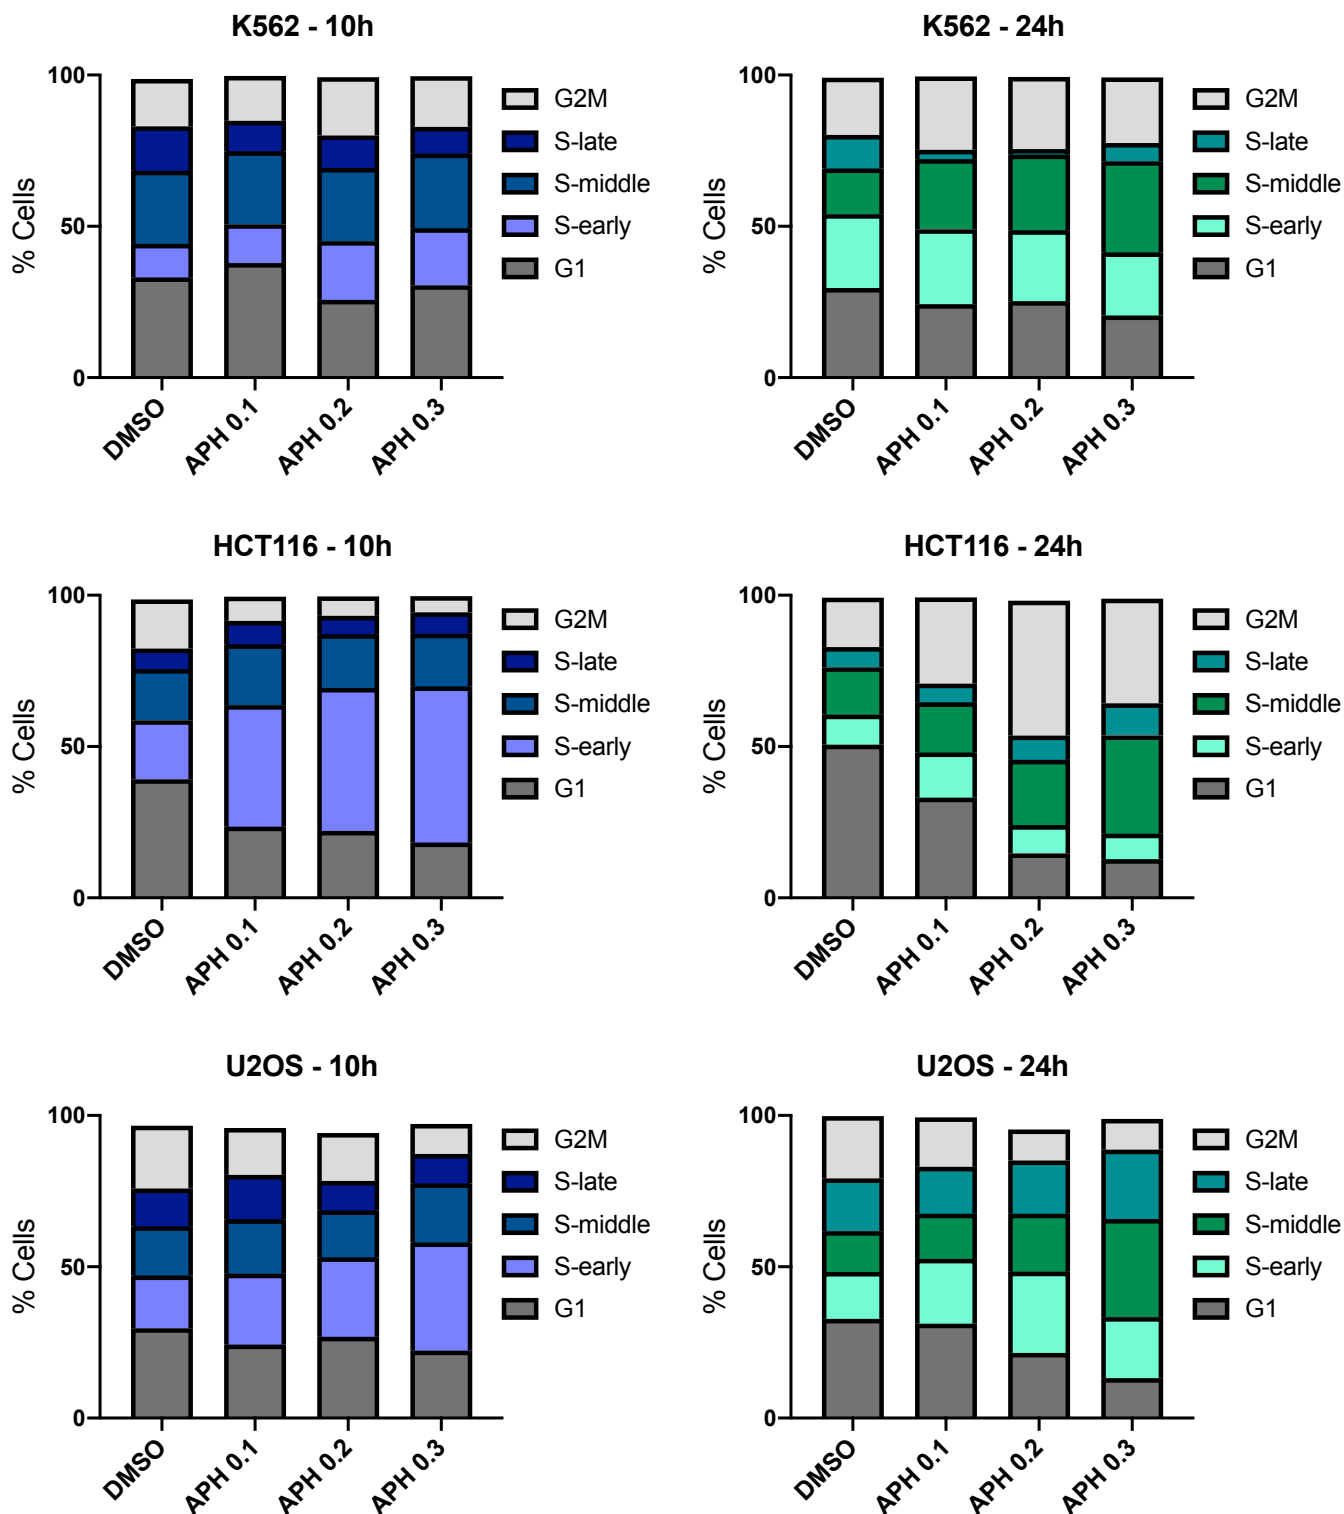 K562 - 10h
% Cells
100
50
0
DMSO
APH 0.1
APH 0.2
APH 0.3
G2M
S-late
S-middle
S-early
G1
K562 - 24h
% Cells
100
50
0
DMSO
APH 0.1
APH 0.2
APH 0.3
G2M
S-late
S-middle
S-early
G1
HCT116 - 10h
% Cells
100
50
0
DMSO
APH 0.1
APH 0.2
APH 0.3
G2M
S-late
S-middle
S-early
G1
HCT116 - 24h
% Cells
100
50
0
DMSO
APH 0.1
APH 0.2
APH 0.3
G2M
S-late
S-middle
S-early
G1
U2OS - 10h
% Cells
100
50
0
DMSO
APH 0.1
APH 0.2
APH 0.3
G2M
S-late
S-middle
S-early
G1
U2OS - 24h
% Cells
100
50
0
DMSO
APH 0.1
APH 0.2
APH 0.3
G2M
S-late
S-middle
S-early
G1